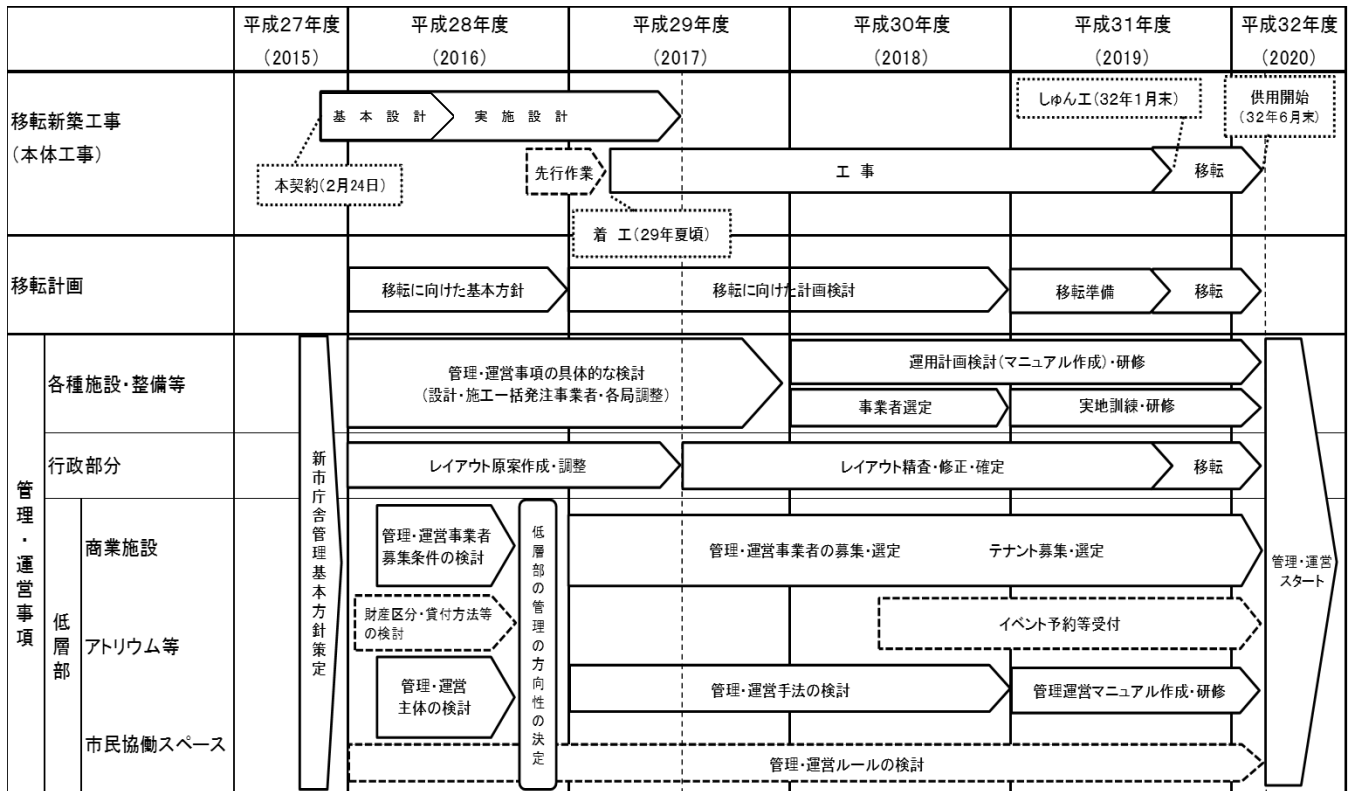 平成27年度
(2015)
平成28年度
(2016)
平成29年度
(2017)
平成30年度
(2018)
平成31年度
(2019)
平成32年度
(2020)
移転新築工事
(本体工事)
基本設計
実施設計
しゅん工(32年1月末)
供用開始
(32年6月末)
先行作業
工事
移転
本契約(2月24日)
着 工(29年夏頃)
移転計画
移転に向けた基本方針
移転に向けた計画検討
移転準備
移転
管理・運営事項
各種施設・整備等
新市庁舎管理基本方針策定
管理・運営事項の具体的な検討
(設計・施工一括発注事業者・各局調整)
運用計画検討(マニュアル作成)・研修
事業者選定
実地訓練・研修
行政部分
レイアウト原案作成・調整
レイアウト精査・修正・確定
移転
低層部
商業施設
管理・運営事業者
募集条件の検討
低層部の管理の方向性の決定
管理・運営事業者の募集・選定
テナント募集・選定
管理・運営
スタート
アトリウム等
財産区分・貸付方法等
の検討
イベント予約等受付
管理・運営
主体の検討
管理・運営手法の検討
管理運営マニュアル作成・研修
市民協働スペース
管理・運営ルールの検討